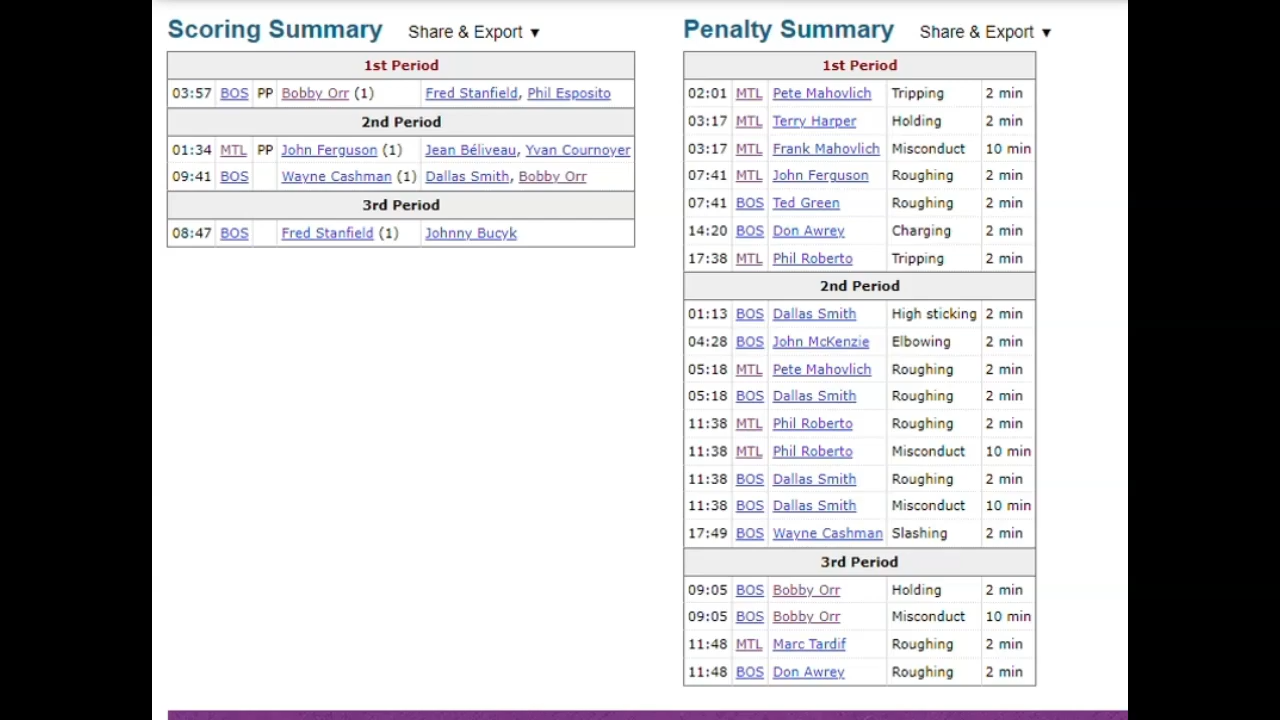 Scoring Summary Share & Export ▼
1st Period
03:57 BOS PP Bobby Orr (1) Fred Stanfield, Phil Esposito
2nd Period
01:34 MTL PP John Ferguson (1) Jean Béliveau, Yvan Cournoyer
09:41 BOS Wayne Cashman (1) Dallas Smith, Bobby Orr
3rd Period
08:47 BOS Fred Stanfield (1) Johnny Bucyk
Penalty Summary Share & Export ▼
1st Period
02:01 MTL Pete Mahovlich Tripping 2 min
03:17 MTL Terry Harper Holding 2 min
03:17 MTL Frank Mahovlich Misconduct 10 min
07:41 MTL John Ferguson Roughing 2 min
07:41 BOS Ted Green Roughing 2 min
14:20 BOS Don Awrey Charging 2 min
17:38 MTL Phil Roberto Tripping 2 min
2nd Period
01:13 BOS Dallas Smith High sticking 2 min
04:28 BOS John McKenzie Elbowing 2 min
05:18 MTL Pete Mahovlich Roughing 2 min
05:18 BOS Dallas Smith Roughing 2 min
11:38 MTL Phil Roberto Roughing 2 min
11:38 MTL Phil Roberto Misconduct 10 min
11:38 BOS Dallas Smith Roughing 2 min
11:38 BOS Dallas Smith Misconduct 10 min
17:49 BOS Wayne Cashman Slashing 2 min
3rd Period
09:05 BOS Bobby Orr Holding 2 min
09:05 BOS Bobby Orr Misconduct 10 min
11:48 MTL Marc Tardif Roughing 2 min
11:48 BOS Don Awrey Roughing 2 min